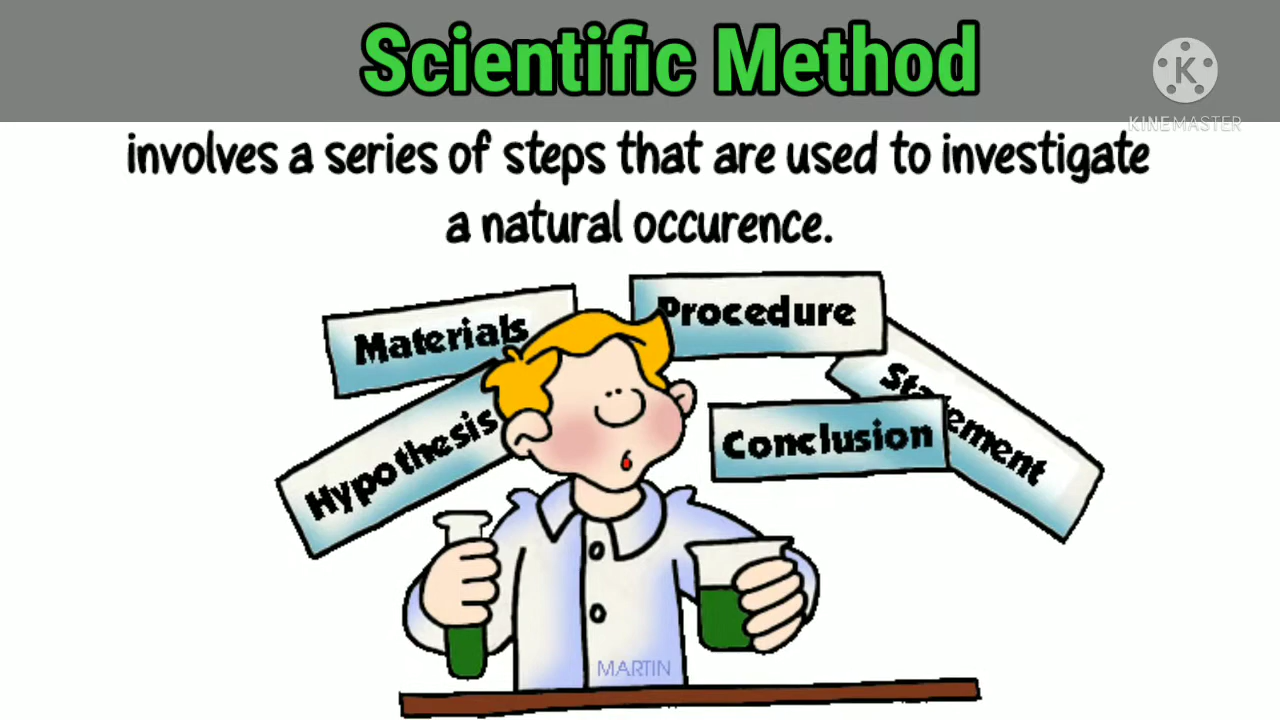 Scientific Method
K
KINEMASTER
involves a series of steps that are used to investigate
a natural occurence.
Materials
Procedure
Hypothesis
Statement
Conclusion
MARTIN